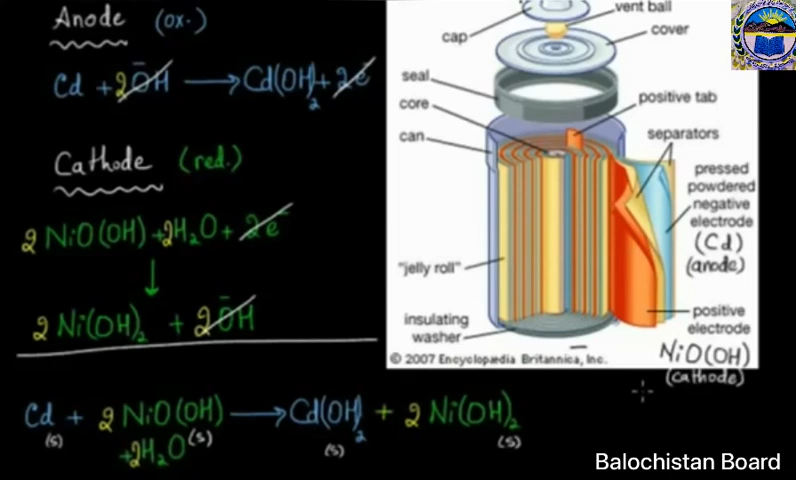 Anode (ox.)
Cd + 2OH⁻ → Cd(OH)₂ + 2e⁻
Cathode (red.)
2 NiO(OH) + 2H₂O + 2e⁻
↓
2 Ni(OH)₂ + 2OH⁻
Cd(s) + 2 NiO(OH)(s) → Cd(OH)₂(s) + 2 Ni(OH)₂(s)
+2H₂O
vent ball
cap
cover
seal
core
positive tab
can
separators
pressed
powdered
negative
electrode
(Cd)
(anode)
"jelly roll"
positive
electrode
insulating
washer
NiO(OH)
(cathode)
© 2007 Encyclopædia Britannica, Inc.
Balochistan Board